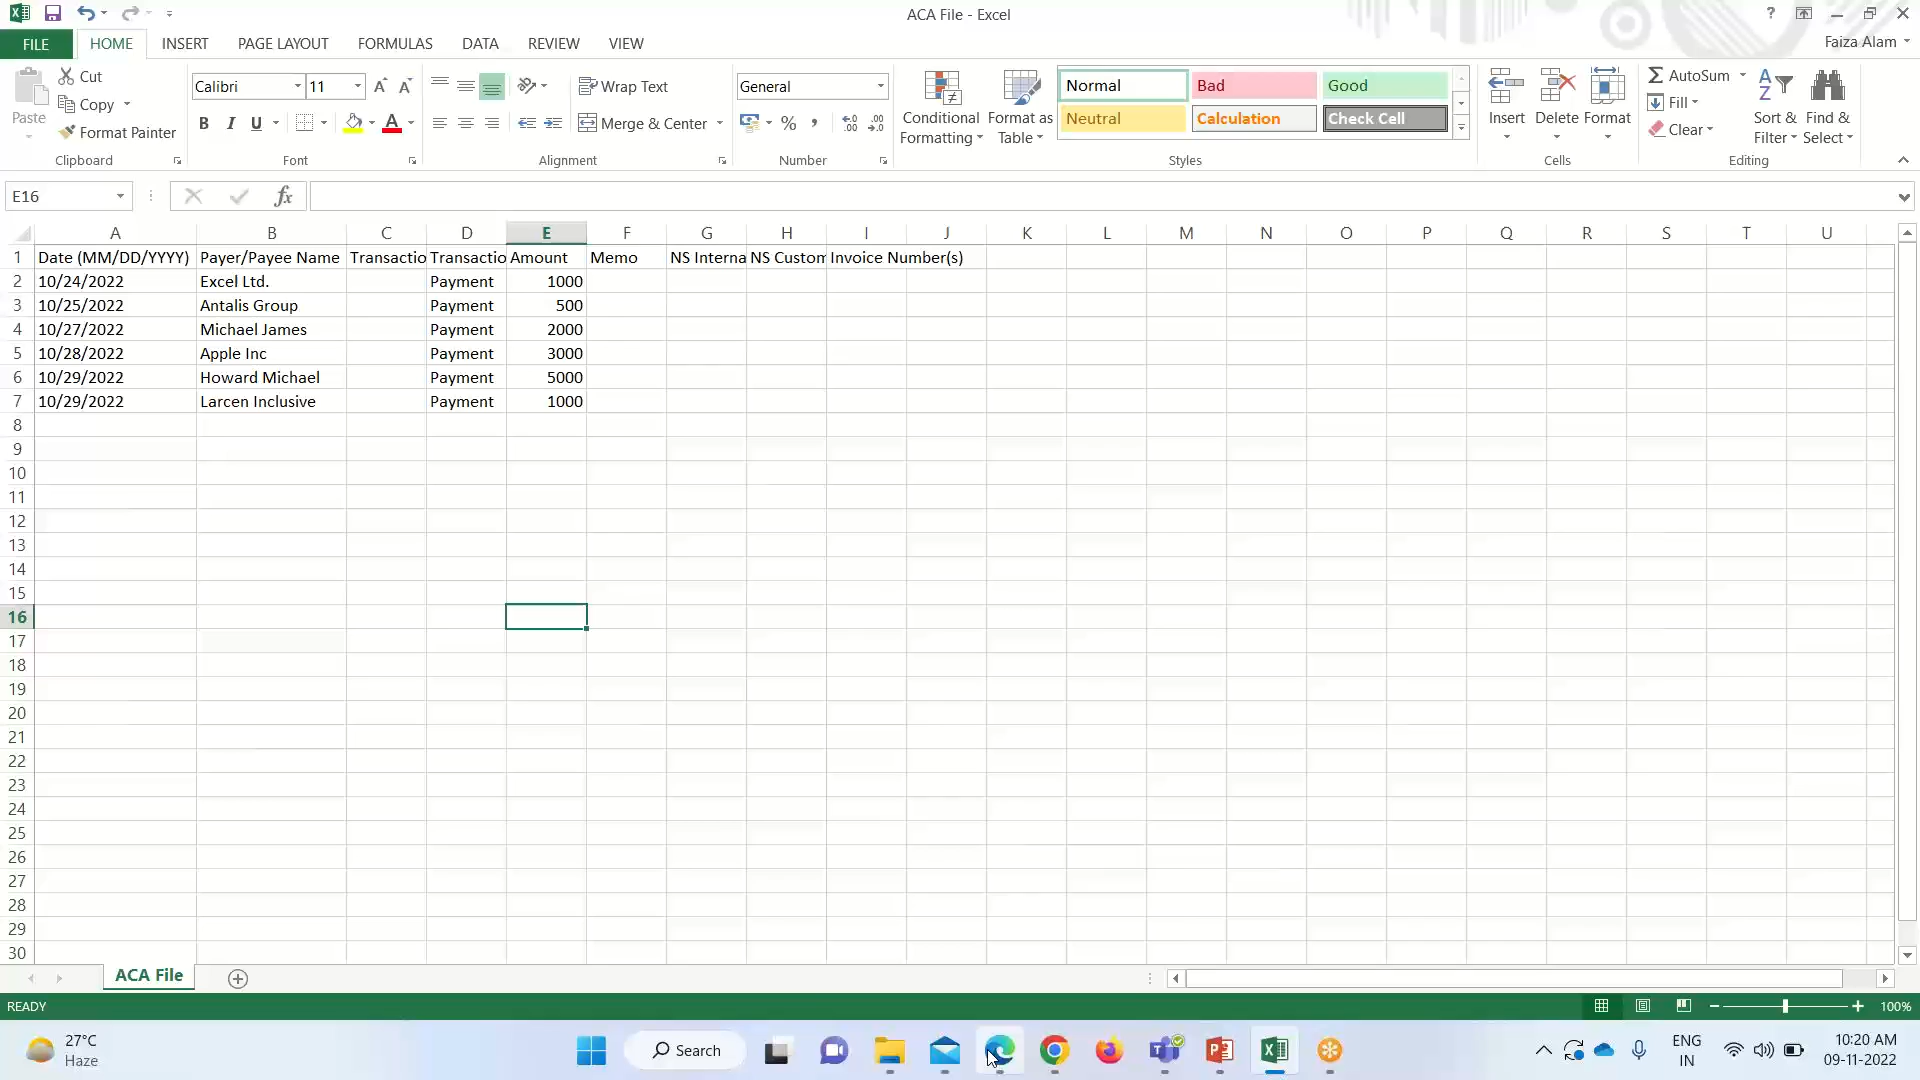 ACA File - Excel
?
Faiza Alam
FILE HOME INSERT PAGE LAYOUT FORMULAS DATA REVIEW VIEW
Paste
Cut
Copy
Format Painter
Clipboard
Calibri 11
B I U
Font
Wrap Text
Merge & Center
Alignment
General
%
Number
Conditional Formatting
Format as Table
Normal Bad Good
Neutral Calculation Check Cell
Styles
Insert Delete Format
Cells
AutoSum
Fill
Clear
Sort & Filter
Find & Select
Editing
E16
fx
A B C D E F G H I J K L M N O P Q R S T U
1 Date (MM/DD/YYYY) Payer/Payee Name Transactio Transactio Amount Memo NS Interna NS Custom Invoice Number(s)
2 10/24/2022 Excel Ltd. Payment 1000
3 10/25/2022 Antalis Group Payment 500
4 10/27/2022 Michael James Payment 2000
5 10/28/2022 Apple Inc Payment 3000
6 10/29/2022 Howard Michael Payment 5000
7 10/29/2022 Larcen Inclusive Payment 1000
8
9
10
11
12
13
14
15
16
17
18
19
20
21
22
23
24
25
26
27
28
29
30
ACA File
READY
100%
27°C
Haze
Search
ENG
IN
10:20 AM
09-11-2022